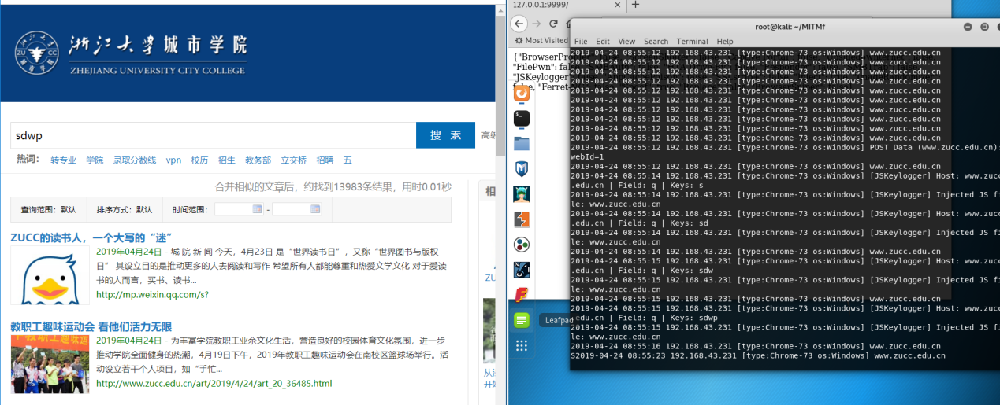 浙江大学城市学院
ZHEJIANG UNIVERSITY CITY COLLEGE
ZU CC
sdwp
搜 索
高级
热词： 转专业 学院 录取分数线 vpn 校历 招生 教务部 立交桥 招聘 五一
合并相似的文章后，约找到13983条结果，用时0.01秒
相
查询范围：默认 排序方式：默认 时间范围： -
ZUCC的读书人，一个大写的“迷”
2019年04月24日 - 城 院 新 闻 今天，4月23日 是“世界读书日”，又称“世界图书与版权
日” 其设立目的是推动更多的人去阅读和写作 希望所有人都能尊重和热爱文学文化 对于爱读
书的人而言，买书、读书...
http://mp.weixin.qq.com/s?
ZU
教职工趣味运动会 看他们活力无限
2019年04月24日 - 为丰富学院教职工业余文化生活，营造良好的校园体育文化氛围，进一步
推动学院全面健身的热潮，4月19日下午，2019年教职工趣味运动会在南校区篮球场举行。活
动设立若干个人项目，如“手忙...
http://www.zucc.edu.cn/art/2019/4/24/art_20_36485.html
开始
127.0.0.1:9999/
Most Visited
{"BrowserPro
"FilePwn": fal
"JSKeylogger"
"Ferret-
Leafpad
root@kali: ~/MITMf
File Edit View Search Terminal Help
2019-04-24 08:55:12 192.168.43.231 [type:Chrome-73 os:Windows] www.zucc.edu.cn
2019-04-24 08:55:12 192.168.43.231 [type:Chrome-73 os:Windows] www.zucc.edu.cn
2019-04-24 08:55:12 192.168.43.231 [type:Chrome-73 os:Windows] www.zucc.edu.cn
2019-04-24 08:55:12 192.168.43.231 [type:Chrome-73 os:Windows] www.zucc.edu.cn
2019-04-24 08:55:12 192.168.43.231 [type:Chrome-73 os:Windows] www.zucc.edu.cn
2019-04-24 08:55:12 192.168.43.231 [type:Chrome-73 os:Windows] www.zucc.edu.cn
2019-04-24 08:55:12 192.168.43.231 [type:Chrome-73 os:Windows] www.zucc.edu.cn
2019-04-24 08:55:12 192.168.43.231 [type:Chrome-73 os:Windows] www.zucc.edu.cn
2019-04-24 08:55:12 192.168.43.231 [type:Chrome-73 os:Windows] www.zucc.edu.cn
2019-04-24 08:55:12 192.168.43.231 [type:Chrome-73 os:Windows] www.zucc.edu.cn
2019-04-24 08:55:12 192.168.43.231 [type:Chrome-73 os:Windows] POST Data (www.zucc.edu.cn):
webId=1
2019-04-24 08:55:12 192.168.43.231 [type:Chrome-73 os:Windows] www.zucc.edu.cn
2019-04-24 08:55:14 192.168.43.231 [type:Chrome-73 os:Windows] [JSKeylogger] Host: www.zucc
.edu.cn | Field: q | Keys: s
2019-04-24 08:55:14 192.168.43.231 [type:Chrome-73 os:Windows] [JSKeylogger] Injected JS fi
le: www.zucc.edu.cn
2019-04-24 08:55:14 192.168.43.231 [type:Chrome-73 os:Windows] [JSKeylogger] Host: www.zucc
.edu.cn | Field: q | Keys: sd
2019-04-24 08:55:14 192.168.43.231 [type:Chrome-73 os:Windows] [JSKeylogger] Injected JS fi
le: www.zucc.edu.cn
2019-04-24 08:55:14 192.168.43.231 [type:Chrome-73 os:Windows] www.zucc.edu.cn
2019-04-24 08:55:15 192.168.43.231 [type:Chrome-73 os:Windows] [JSKeylogger] Host: www.zucc
.edu.cn | Field: q | Keys: sdw
2019-04-24 08:55:15 192.168.43.231 [type:Chrome-73 os:Windows] [JSKeylogger] Injected JS fi
le: www.zucc.edu.cn
2019-04-24 08:55:15 192.168.43.231 [type:Chrome-73 os:Windows] www.zucc.edu.cn
2019-04-24 08:55:15 192.168.43.231 [type:Chrome-73 os:Windows] [JSKeylogger] Host: www.zucc
.edu.cn | Field: q | Keys: sdwp
2019-04-24 08:55:15 192.168.43.231 [type:Chrome-73 os:Windows] [JSKeylogger] Injected JS fi
le: www.zucc.edu.cn
2019-04-24 08:55:16 192.168.43.231 [type:Chrome-73 os:Windows] www.zucc.edu.cn
S2019-04-24 08:55:23 192.168.43.231 [type:Chrome-73 os:Windows] www.zucc.edu.cn